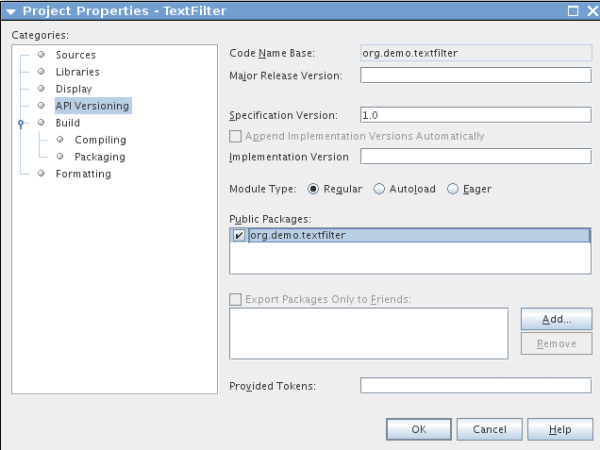 Project Properties - TextFilter
Categories:
Sources
Libraries
Display
API Versioning
Build
Compiling
Packaging
Formatting
Code Name Base: org.demo.textfilter
Major Release Version:
Specification Version: 1.0
Append Implementation Versions Automatically
Implementation Version
Module Type: Regular Autoload Eager
Public Packages:
org.demo.textfilter
Export Packages Only to Friends:
Add...
Remove
Provided Tokens:
OK Cancel Help